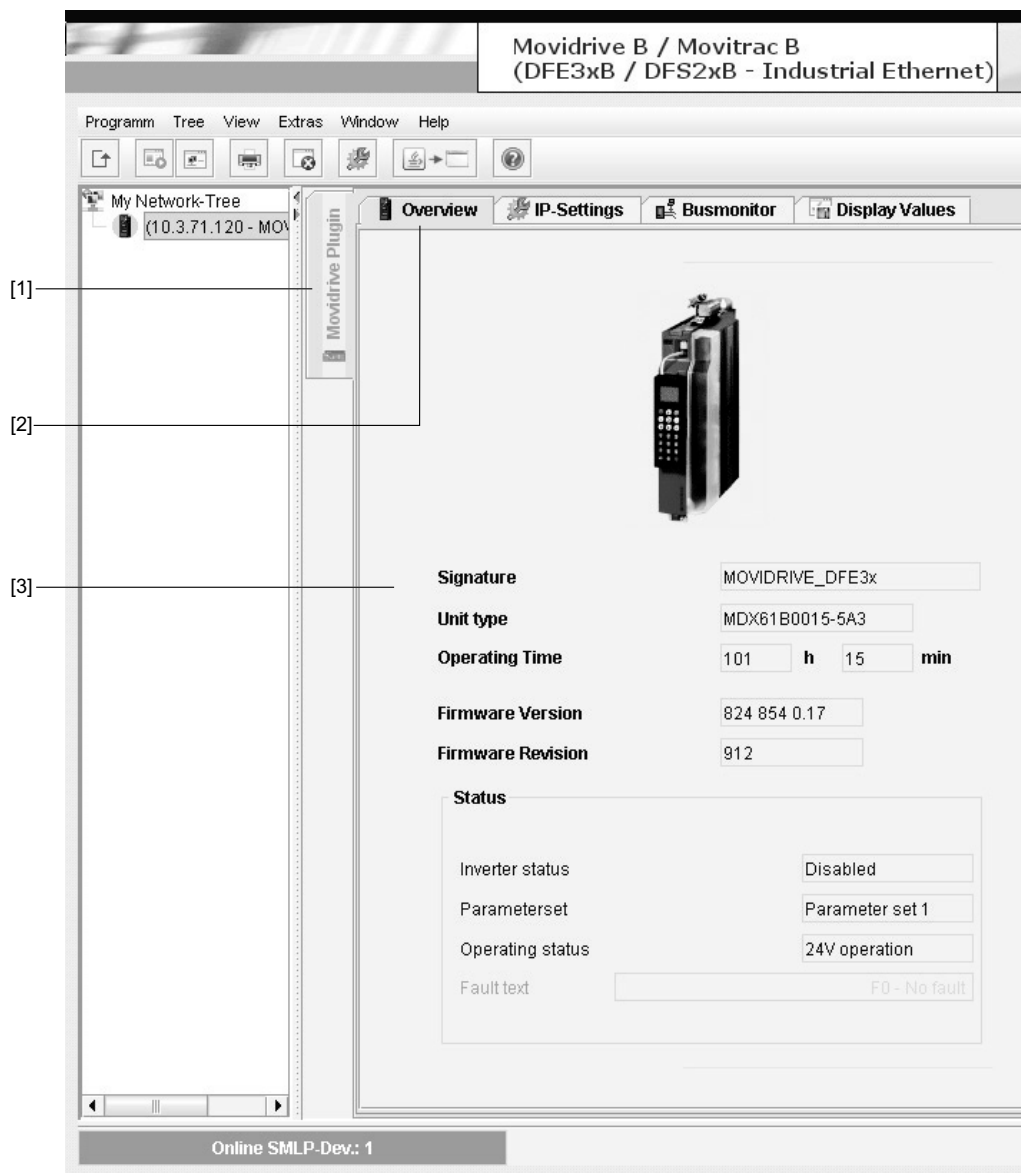 Movidrive B / Movitrac B
(DFE3xB / DFS2xB - Industrial Ethernet)
Programm Tree View Extras Window Help
My Network-Tree
(10.3.71.120 - MOV
Movidrive Plugin
Overview IP-Settings Busmonitor Display Values
[1]
[2]
[3]
Signature MOVIDRIVE_DFE3x
Unit type MDX61B0015-5A3
Operating Time 101 h 15 min
Firmware Version 824 854 0.17
Firmware Revision 912
Status
Inverter status Disabled
Parameterset Parameter set 1
Operating status 24V operation
Fault text F0 - No fault
Online SMLP-Dev.: 1